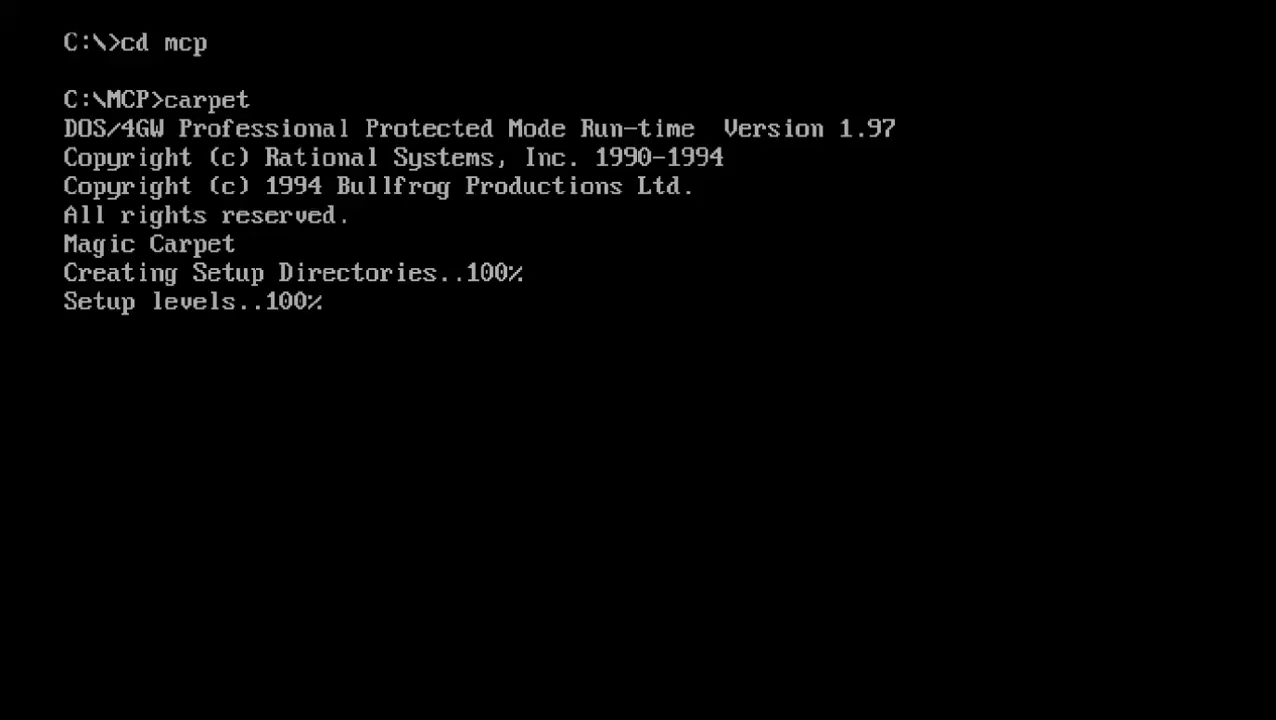 C:\>cd mcp
C:\MCP>carpet
DOS/4GW Professional Protected Mode Run-time  Version 1.97
Copyright (c) Rational Systems, Inc. 1990-1994
Copyright (c) 1994 Bullfrog Productions Ltd.
All rights reserved.
Magic Carpet
Creating Setup Directories..100%
Setup levels..100%